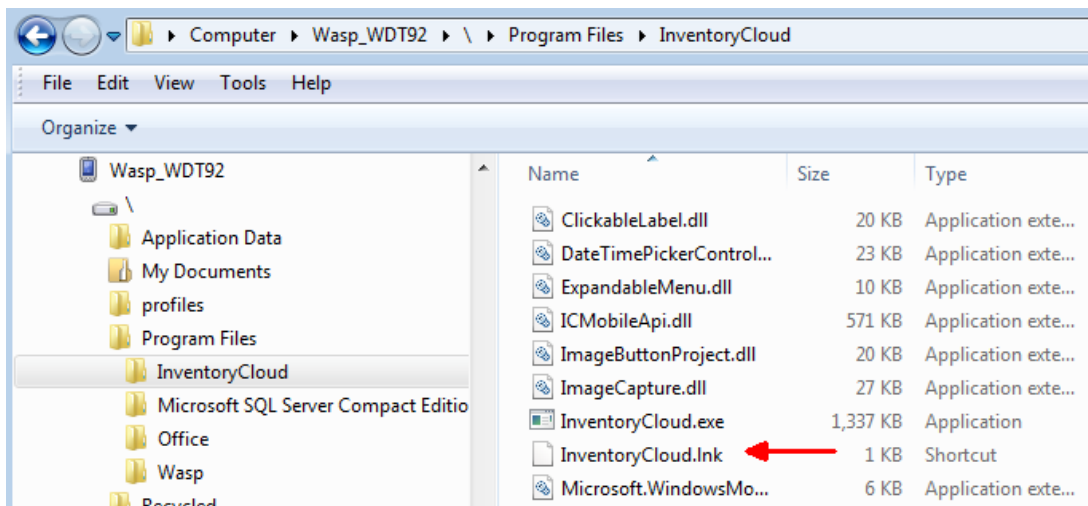 Computer Wasp_WDT92 \ Program Files InventoryCloud
File Edit View Tools Help
Organize
Wasp_WDT92
\
Application Data
My Documents
profiles
Program Files
InventoryCloud
Microsoft SQL Server Compact Editio
Office
Wasp
Recycled
Name Size Type
ClickableLabel.dll 20 KB Application exte...
DateTimePickerControl... 23 KB Application exte...
ExpandableMenu.dll 10 KB Application exte...
ICMobileApi.dll 571 KB Application exte...
ImageButtonProject.dll 20 KB Application exte...
ImageCapture.dll 27 KB Application exte...
InventoryCloud.exe 1,337 KB Application
InventoryCloud.lnk 1 KB Shortcut
Microsoft.WindowsMo... 6 KB Application exte...